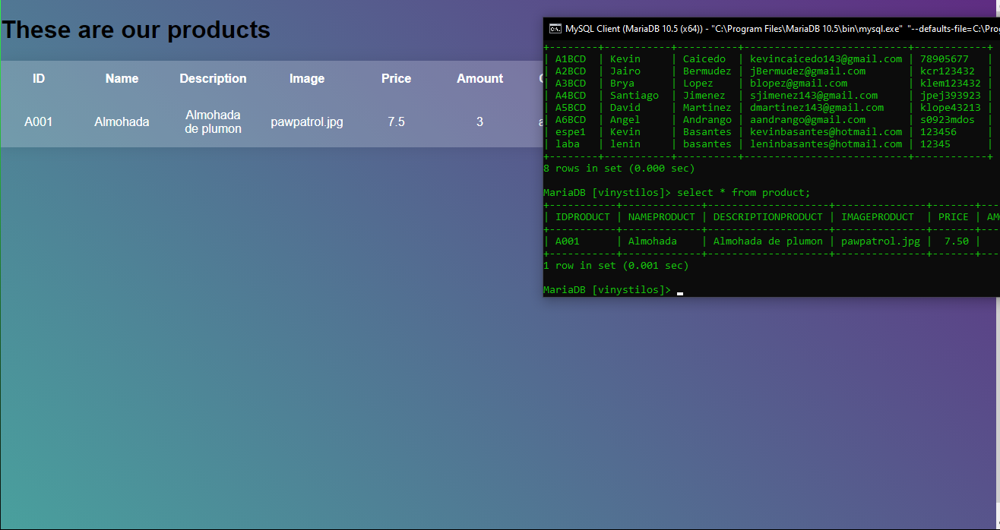 These are our products
ID Name Description Image Price Amount
A001 Almohada Almohada de plumon pawpatrol.jpg 7.5 3
MySQL Client (MariaDB 10.5 (x64)) - "C:\Program Files\MariaDB 10.5\bin\mysql.exe" "--defaults-file=C:\Pro
+--------+-----------+----------+---------------------------+------------+
| A1BCD | Kevin | Caicedo | kevincaicedo143@gmail.com | 78905677 |
| A2BCD | Jairo | Bermudez | jBermudez@gmail.com | kcr123432 |
| A3BCD | Brya | Lopez | blopez@gmail.com | klem123432 |
| A4BCD | Santiago | Jimenez | sjimenez143@gmail.com | jpej393923 |
| A5BCD | David | Martinez | dmartinez143@gmail.com | klope43213 |
| A6BCD | Angel | Andrango | aandrango@gmail.com | s0923mdos |
| espe1 | Kevin | Basantes | kevinbasantes@hotmail.com | 123456 |
| laba | lenin | basantes | leninbasantes@hotmail.com | 12345 |
+--------+-----------+----------+---------------------------+------------+
8 rows in set (0.000 sec)
MariaDB [vinystilos]> select * from product;
+-----------+-------------+--------------------+---------------+-------+---
| IDPRODUCT | NAMEPRODUCT | DESCRIPTIONPRODUCT | IMAGEPRODUCT | PRICE | AM
+-----------+-------------+--------------------+---------------+-------+---
| A001 | Almohada | Almohada de plumon | pawpatrol.jpg | 7.50 |
+-----------+-------------+--------------------+---------------+-------+---
1 row in set (0.001 sec)
MariaDB [vinystilos]>